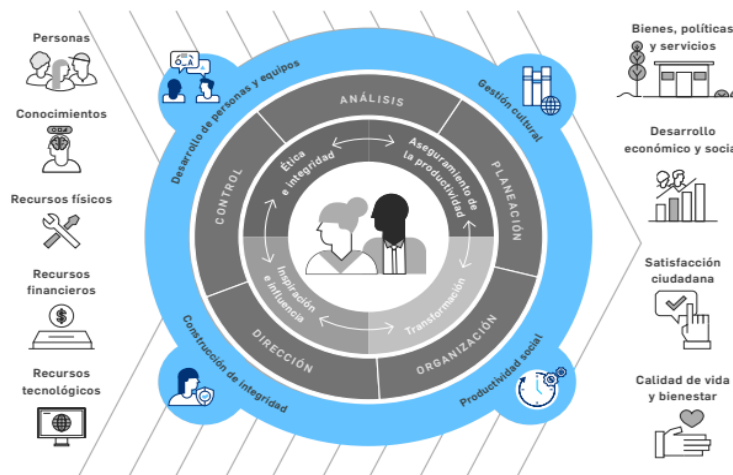 Personas
Conocimientos
Recursos físicos
Recursos
financieros
Recursos
tecnológicos
Desarrollo de personas y equipos
Gestión cultural
Construcción de integridad
Productividad social
ANÁLISIS
PLANEACIÓN
ORGANIZACIÓN
DIRECCIÓN
CONTROL
Ética
e integridad
Aseguramiento de
la productividad
Inspiración
e influencia
Transformación
Bienes, políticas
y servicios
Desarrollo
económico y social
Satisfacción
ciudadana
Calidad de vida
y bienestar